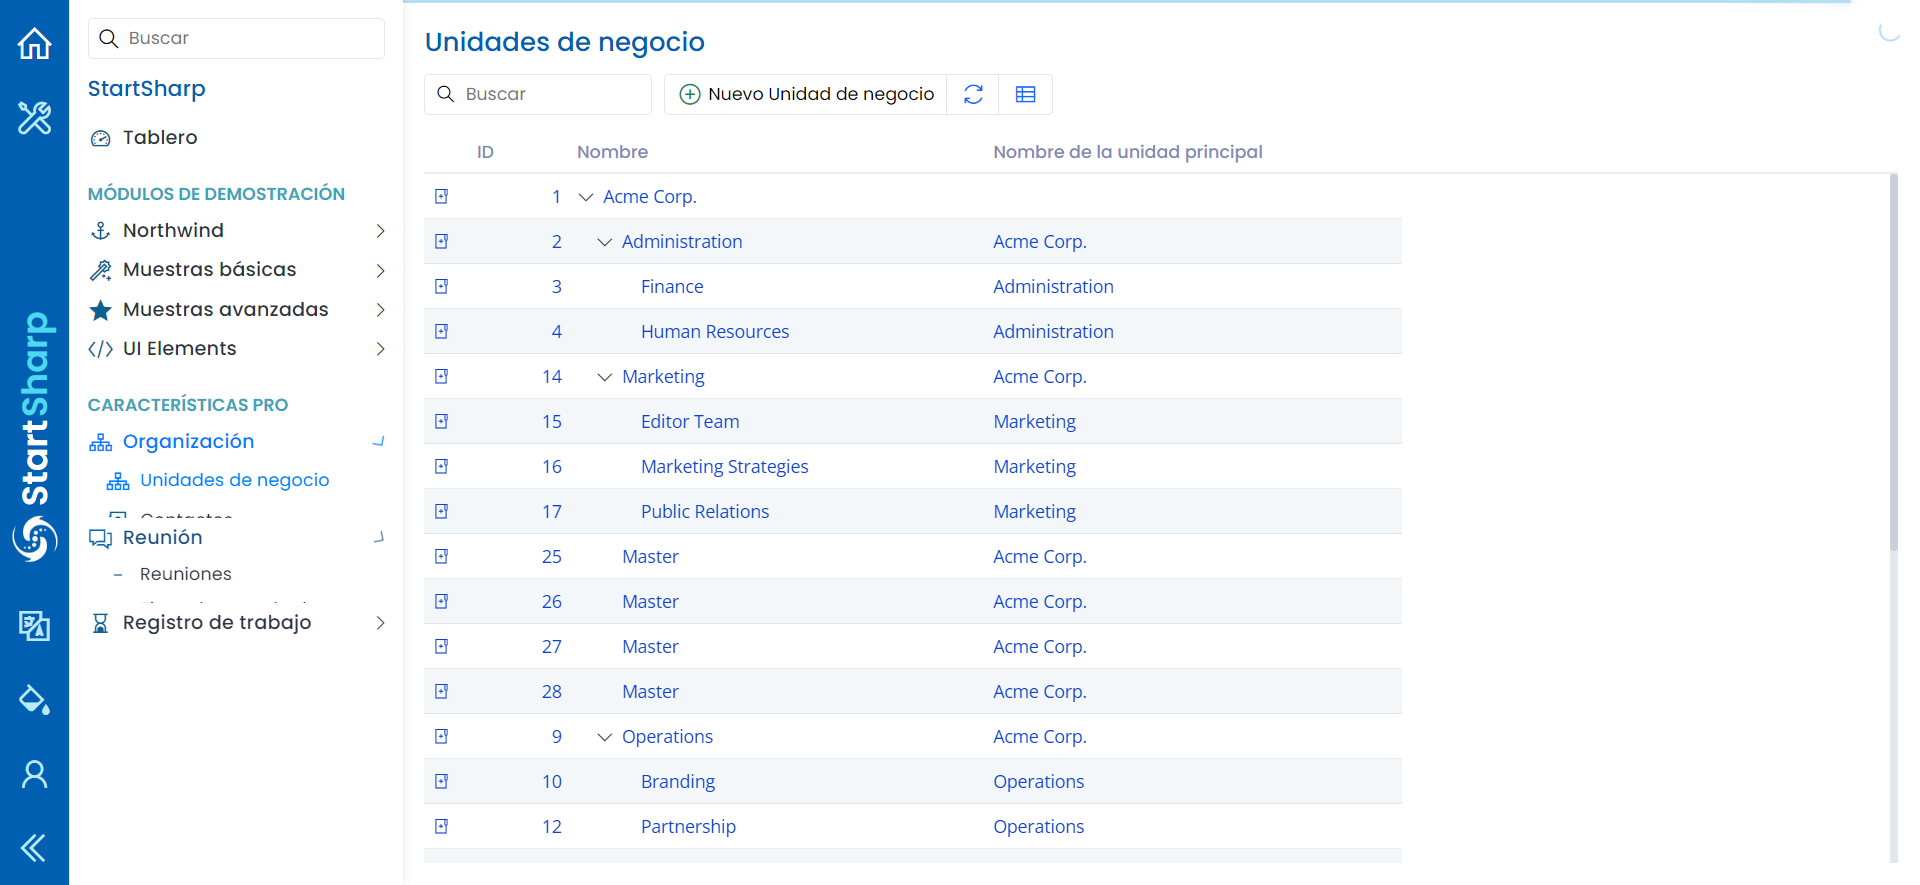 StartSharp
Buscar
StartSharp
Tablero
MÓDULOS DE DEMOSTRACIÓN
Northwind
Muestras básicas
Muestras avanzadas
UI Elements
CARACTERÍSTICAS PRO
Organización
Unidades de negocio
Contactos
Reunión
Reuniones
Registro de trabajo
Unidades de negocio
Buscar
Nuevo Unidad de negocio
ID Nombre Nombre de la unidad principal
1 Acme Corp.
2 Administration Acme Corp.
3 Finance Administration
4 Human Resources Administration
14 Marketing Acme Corp.
15 Editor Team Marketing
16 Marketing Strategies Marketing
17 Public Relations Marketing
25 Master Acme Corp.
26 Master Acme Corp.
27 Master Acme Corp.
28 Master Acme Corp.
9 Operations Acme Corp.
10 Branding Operations
12 Partnership Operations